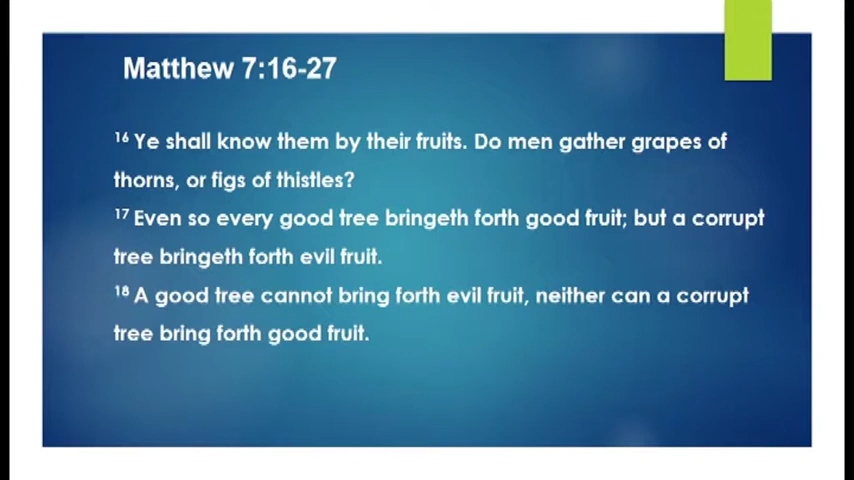 Matthew 7:16-27
16 Ye shall know them by their fruits. Do men gather grapes of
thorns, or figs of thistles?
17 Even so every good tree bringeth forth good fruit; but a corrupt
tree bringeth forth evil fruit.
18 A good tree cannot bring forth evil fruit, neither can a corrupt
tree bring forth good fruit.